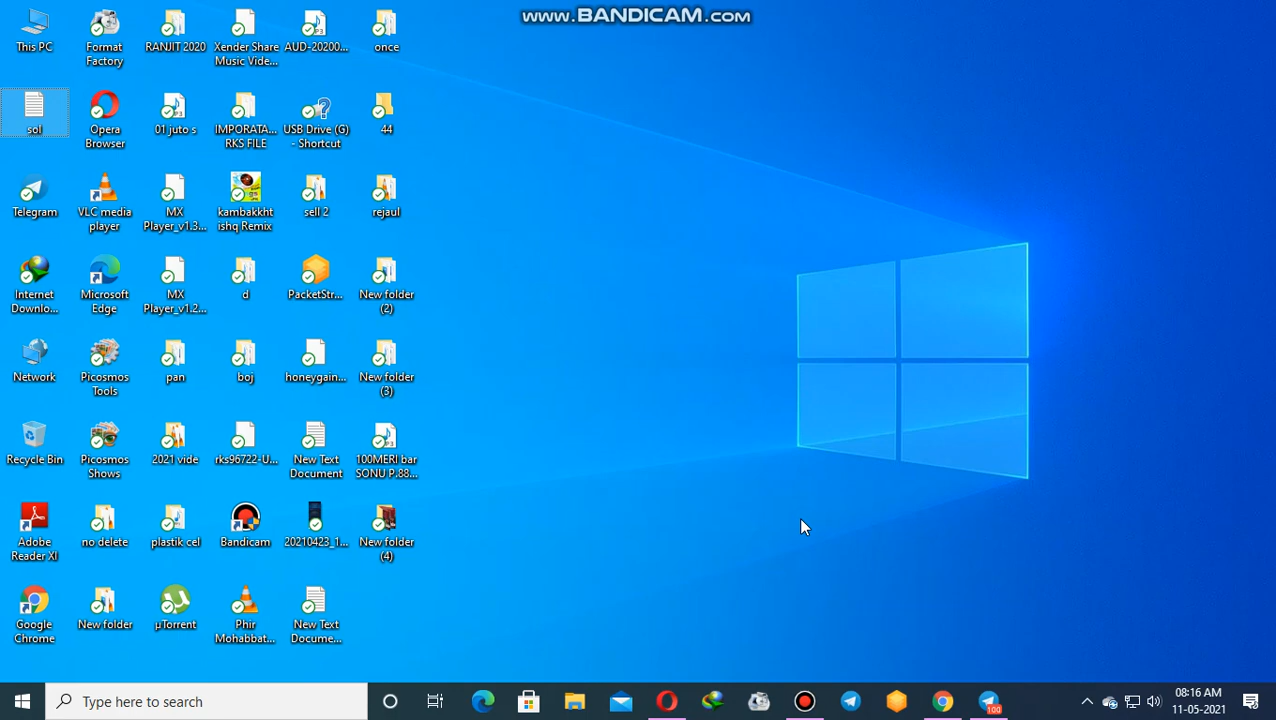 www.BANDICAM.com
This PC
Format
Factory
RANJIT 2020
Xender Share
Music Vide...
AUD-20200...
once
sol
Opera
Browser
01 juto s
IMPORATA...
RKS FILE
USB Drive (G)
- Shortcut
44
Telegram
VLC media
player
MX
Player_v1.3...
kambakkht
ishq Remix
sell 2
rejaul
Internet
Downlo...
Microsoft
Edge
MX
Player_v1.2...
d
PacketStr...
New folder
(2)
Network
Picosmos
Tools
pan
boj
honeygain...
New folder
(3)
Recycle Bin
Picosmos
Shows
2021 vide
rks96722-U...
New Text
Document
100MERI bar
SONU P.88...
Adobe
Reader XI
no delete
plastik cel
Bandicam
20210423_1...
New folder
(4)
Google
Chrome
New folder
µTorrent
Phir
Mohabbat...
New Text
Docume...
Type here to search
100
08:16 AM
11-05-2021